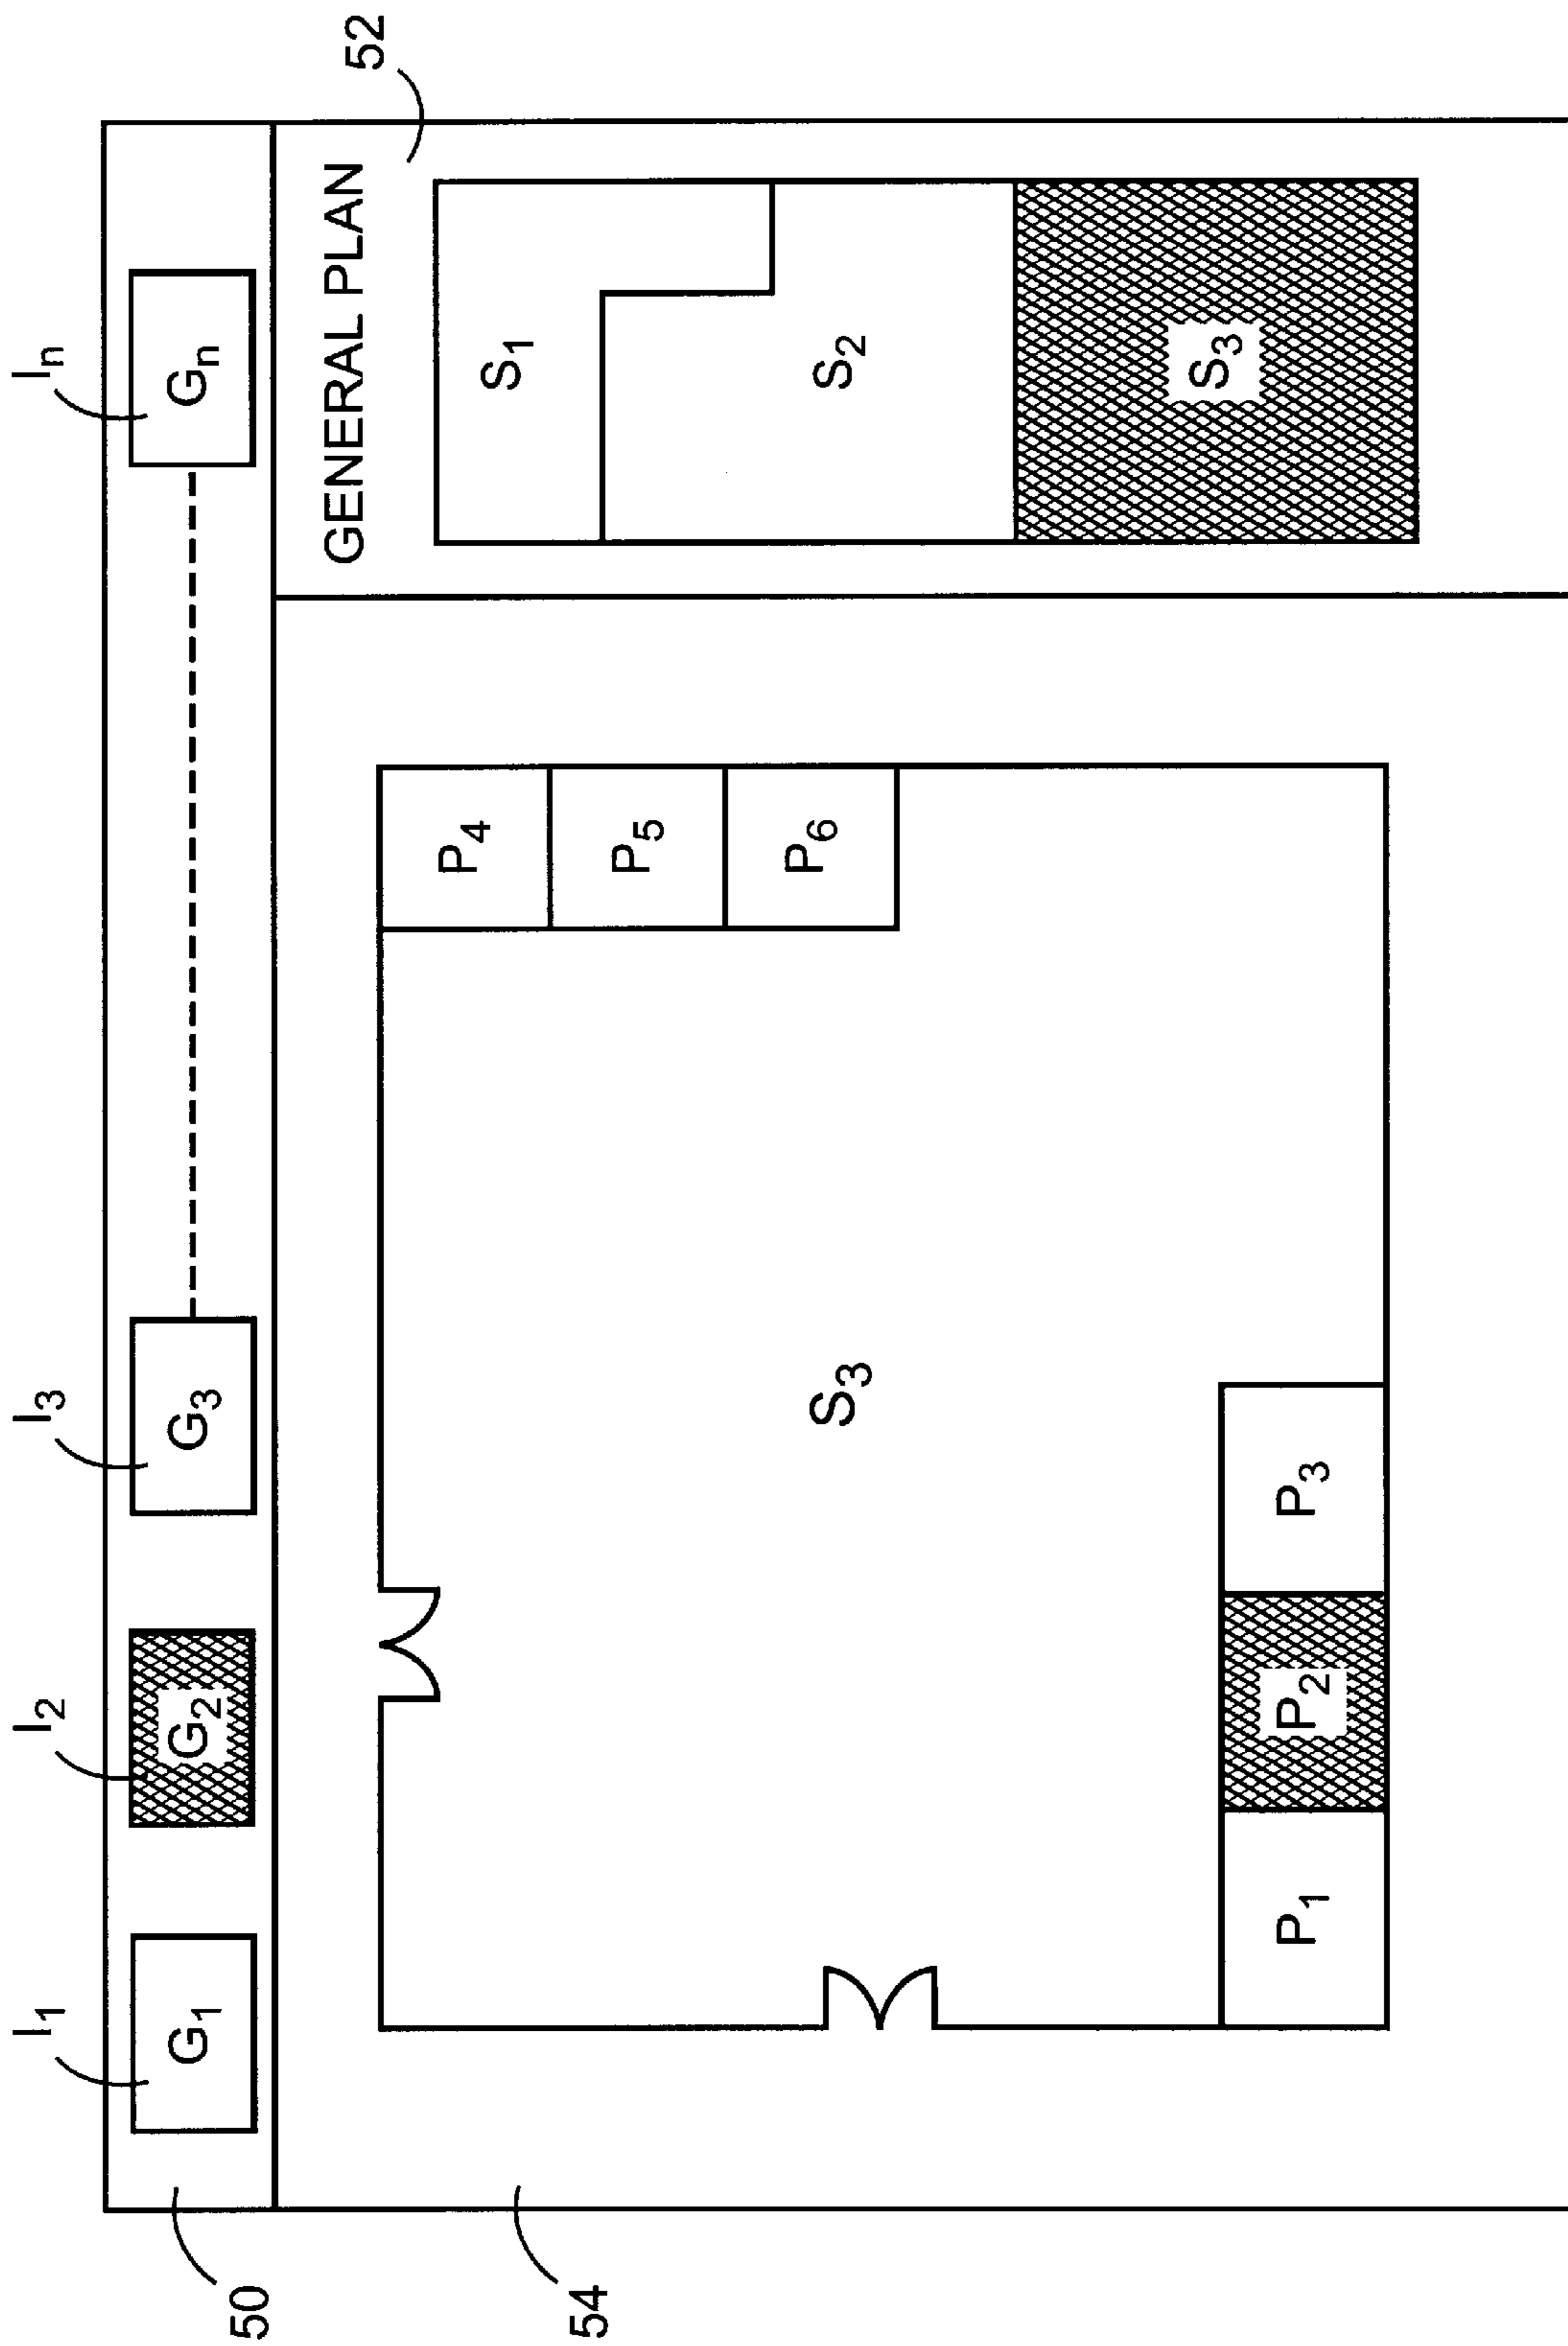 I₁
I₂
I₃
Iₙ
G₁
G₂
G₃
Gₙ
50
GENERAL PLAN
52
P₄
S₁
54
P₅
S₃
P₆
S₂
P₁
P₂
P₃
S₃